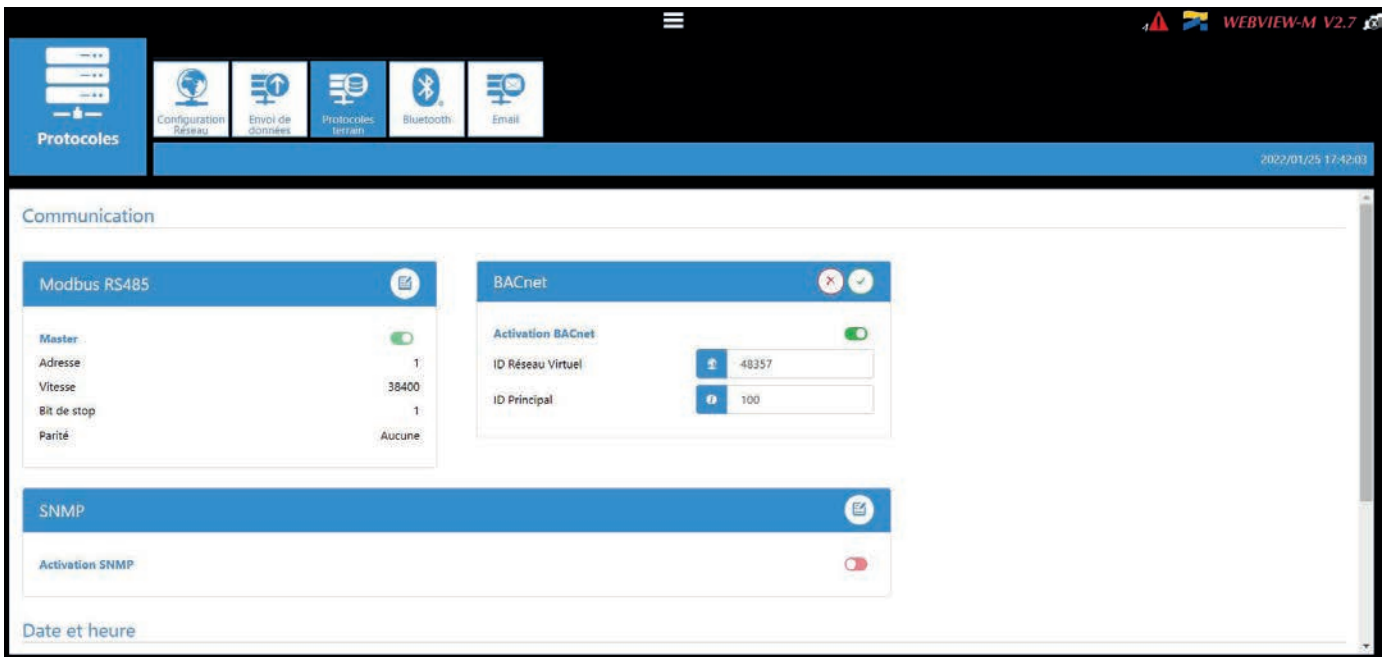 WEBVIEW-M V2.7
Protocoles
Configuration Réseau
Envoi de données
Protocoles terrain
Bluetooth
Email
2022/01/25 17:42:03
Communication
Modbus RS485
Master
Adresse 1
Vitesse 38400
Bit de stop 1
Parité Aucune
BACnet
Activation BACnet
ID Réseau Virtuel 48357
ID Principal 100
SNMP
Activation SNMP
Date et heure